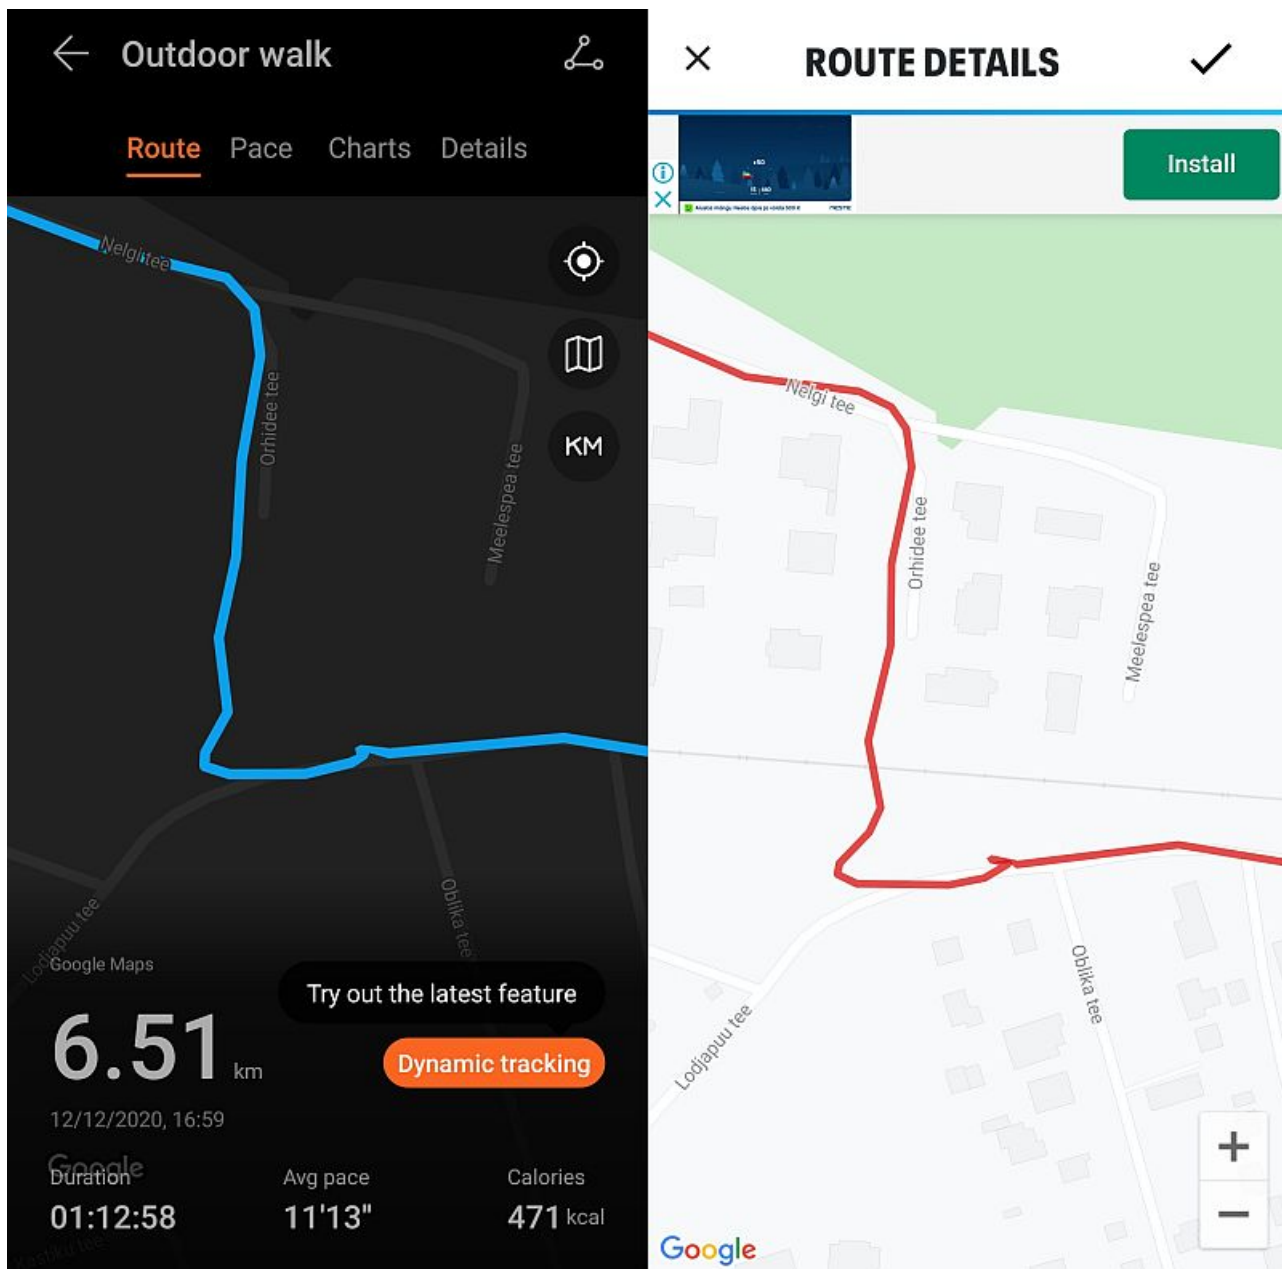 Outdoor walk
Route Pace Charts Details
Nelgi tee
Orhidee tee
Meelespea tee
KM
Oblika tee
Lodjapuu tee
Google Maps
Try out the latest feature
6.51 km
Dynamic tracking
12/12/2020, 16:59
Google
Duration
01:12:58
Avg pace
11'13"
Calories
471 kcal
ROUTE DETAILS
Install
Nelgi tee
Orhidee tee
Meelespea tee
Oblika tee
Lodjapuu tee
+
−
Google